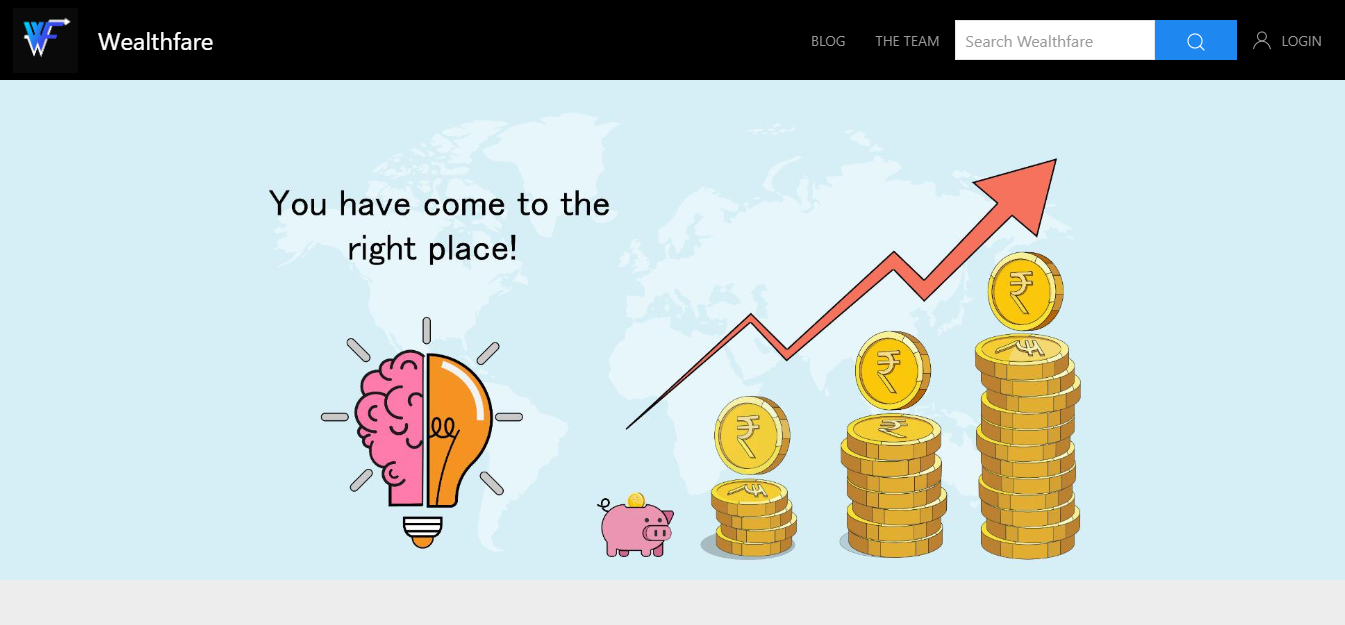 WF
Wealthfare
BLOG
THE TEAM
Search Wealthfare
LOGIN
You have come to the
right place!
₹
₹
₹
₹
₹
₹